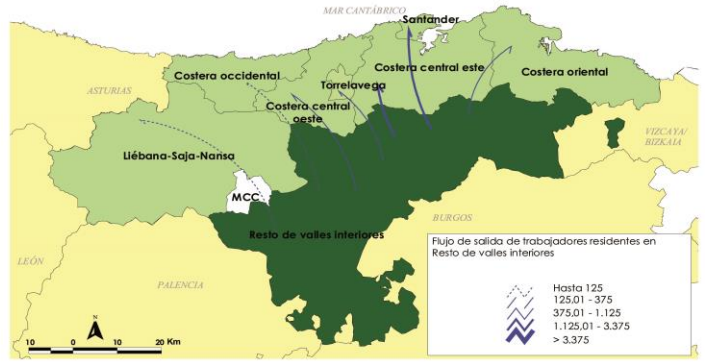 MAR CANTÁBRICO
Santander
Costera occidental
Costera central este
Torrelavega
Costera oriental
ASTURIAS
Costera central
oeste
VIZCAYA/
BIZKAIA
Liébana-Saja-Nansa
MCC
BURGOS
Resto de valles interiores
LEÓN
PALENCIA
Flujo de salida de trabajadores residentes en
Resto de valles interiores
Hasta 125
125,01 - 375
375,01 - 1.125
1.125,01 - 3.375
> 3.375
10 0 10 20 Km